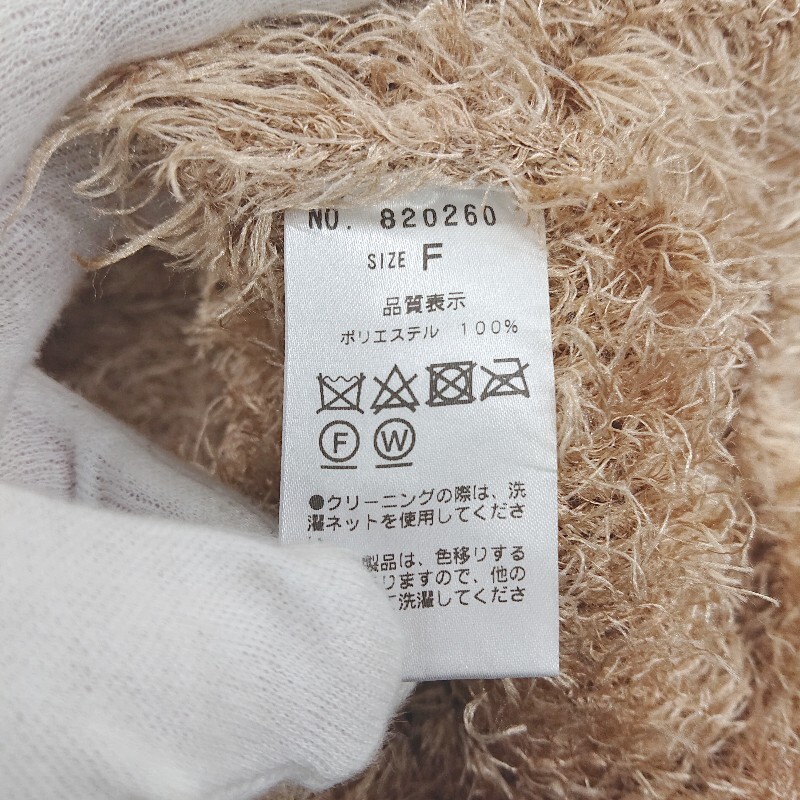 NO. 820260
SIZE F
品質表示
ポリエステル 100%
F W
●クリーニングの際は、洗
濯ネットを使用してくださ
い
製品は、色移りする
りますので、他の
洗濯してくださ